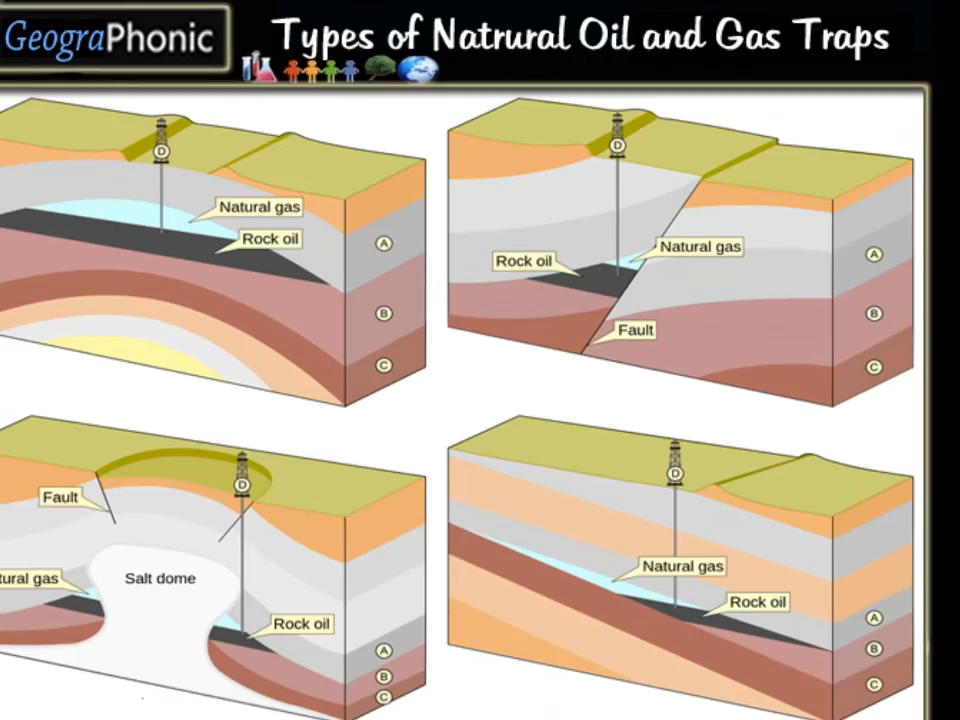 GeograPhonic
Types of Natrural Oil and Gas Traps
D
Natural gas
Rock oil
A
B
C
D
Natural gas
Rock oil
A
Fault
B
C
D
Fault
Salt dome
tural gas
Rock oil
A
B
C
D
Natural gas
Rock oil
A
B
C